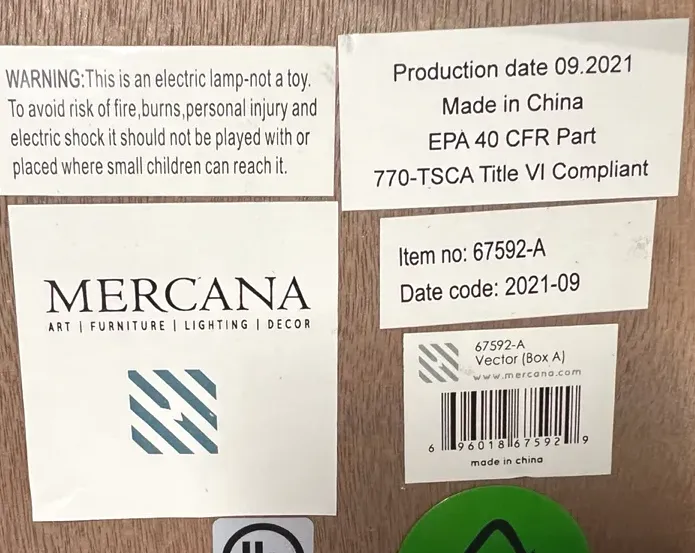 WARNING:This is an electric lamp-not a toy.
To avoid risk of fire,burns,personal injury and
electric shock it should not be played with or
placed where small children can reach it.
Production date 09.2021
Made in China
EPA 40 CFR Part
770-TSCA Title VI Compliant
MERCANA
ART | FURNITURE | LIGHTING | DECOR
Item no: 67592-A
Date code: 2021-09
67592-A
Vector (Box A)
www.mercana.com
6 96018 67592 9
made in china